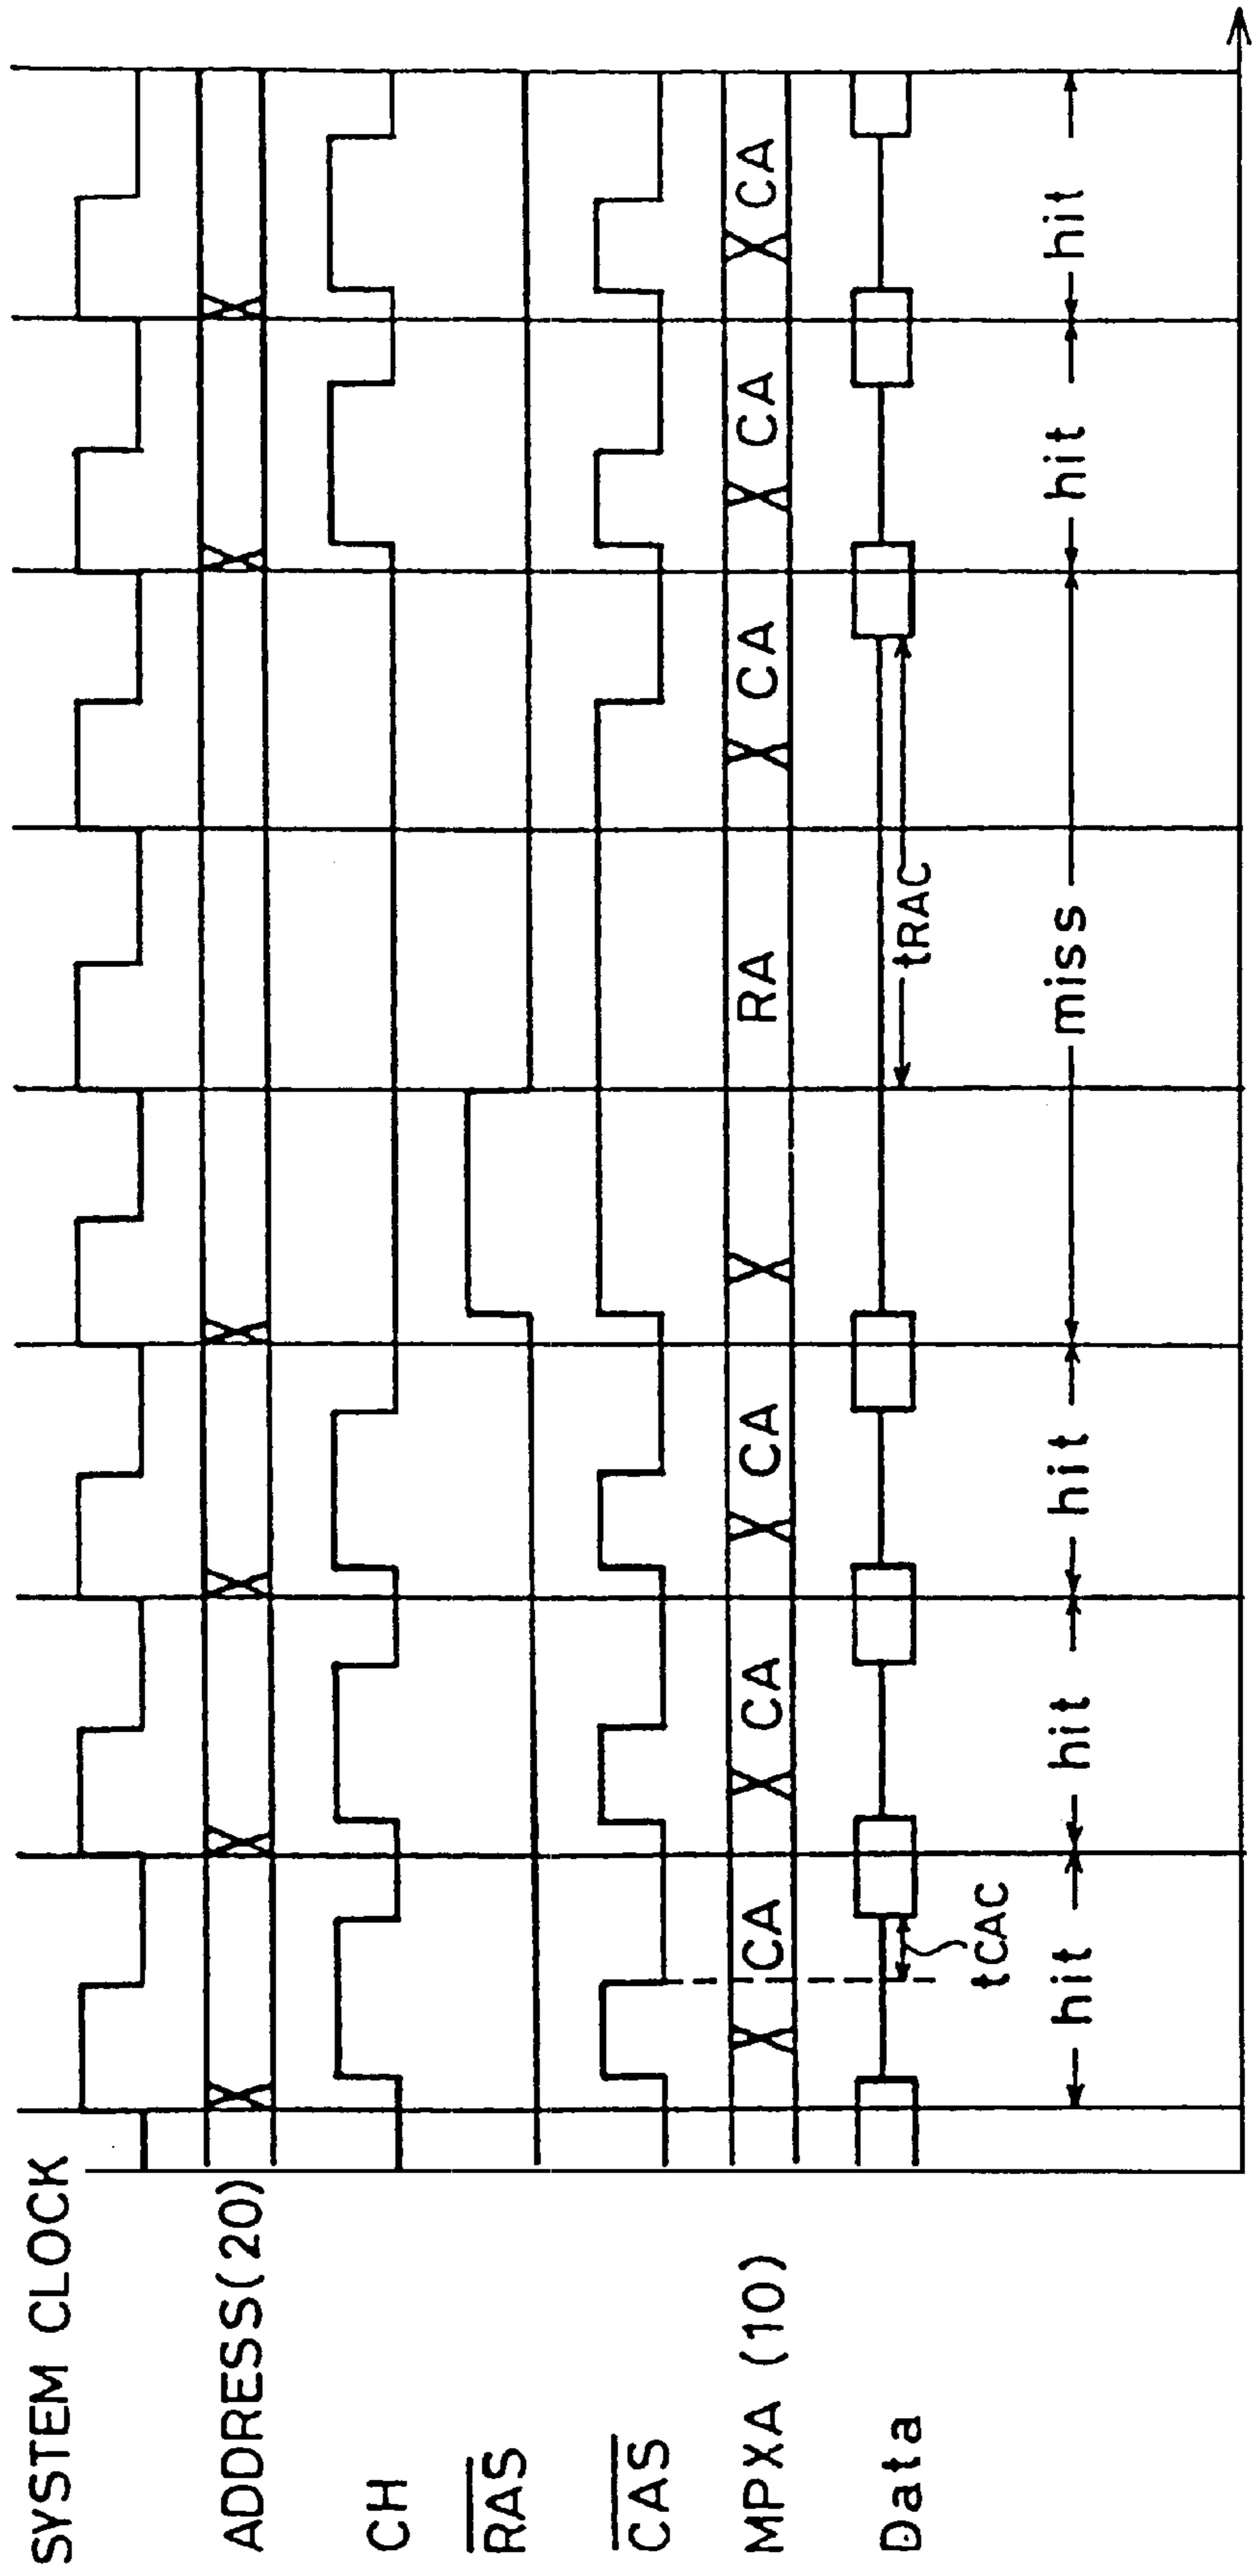 SYSTEM CLOCK
ADDRESS(20)
CH
RAS
CAS
MPXA (10)
CA CA CA RA CA CA CA
Data
tCAC tRAC
hit hit hit miss hit hit